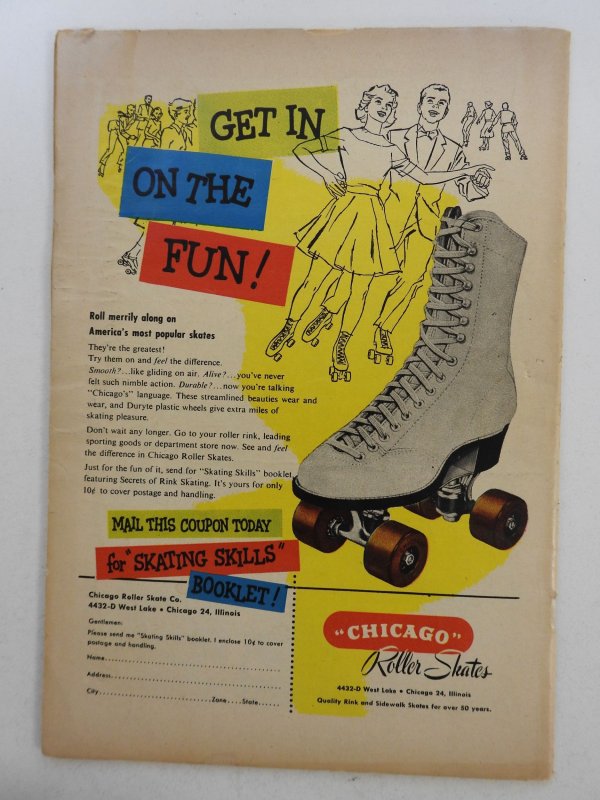 GET IN
ON THE
FUN!
Roll merrily along on
America's most popular skates
They're the greatest!
Try them on and feel the difference.
Smooth?...like gliding on air. Alive?...you've never
felt such nimble action. Durable?...now you're talking
"Chicago's" language. These streamlined beauties wear and
wear, and Duryte plastic wheels give extra miles of
skating pleasure.
Don't wait any longer. Go to your roller rink, leading
sporting goods or department store now. See and feel
the difference in Chicago Roller Skates.
Just for the fun of it, send for "Skating Skills" booklet
featuring Secrets of Rink Skating. It's yours for only
10¢ to cover postage and handling.
MAIL THIS COUPON TODAY
for "SKATING SKILLS"
BOOKLET!
Chicago Roller Skate Co.
4432-D West Lake • Chicago 24, Illinois
Gentlemen:
Please send me "Skating Skills" booklet. I enclose 10¢ to cover
postage and handling.
Name
Address
City Zone State
"CHICAGO"
Roller Skates
4432-D West Lake • Chicago 24, Illinois
Quality Rink and Sidewalk Skates for over 50 years.